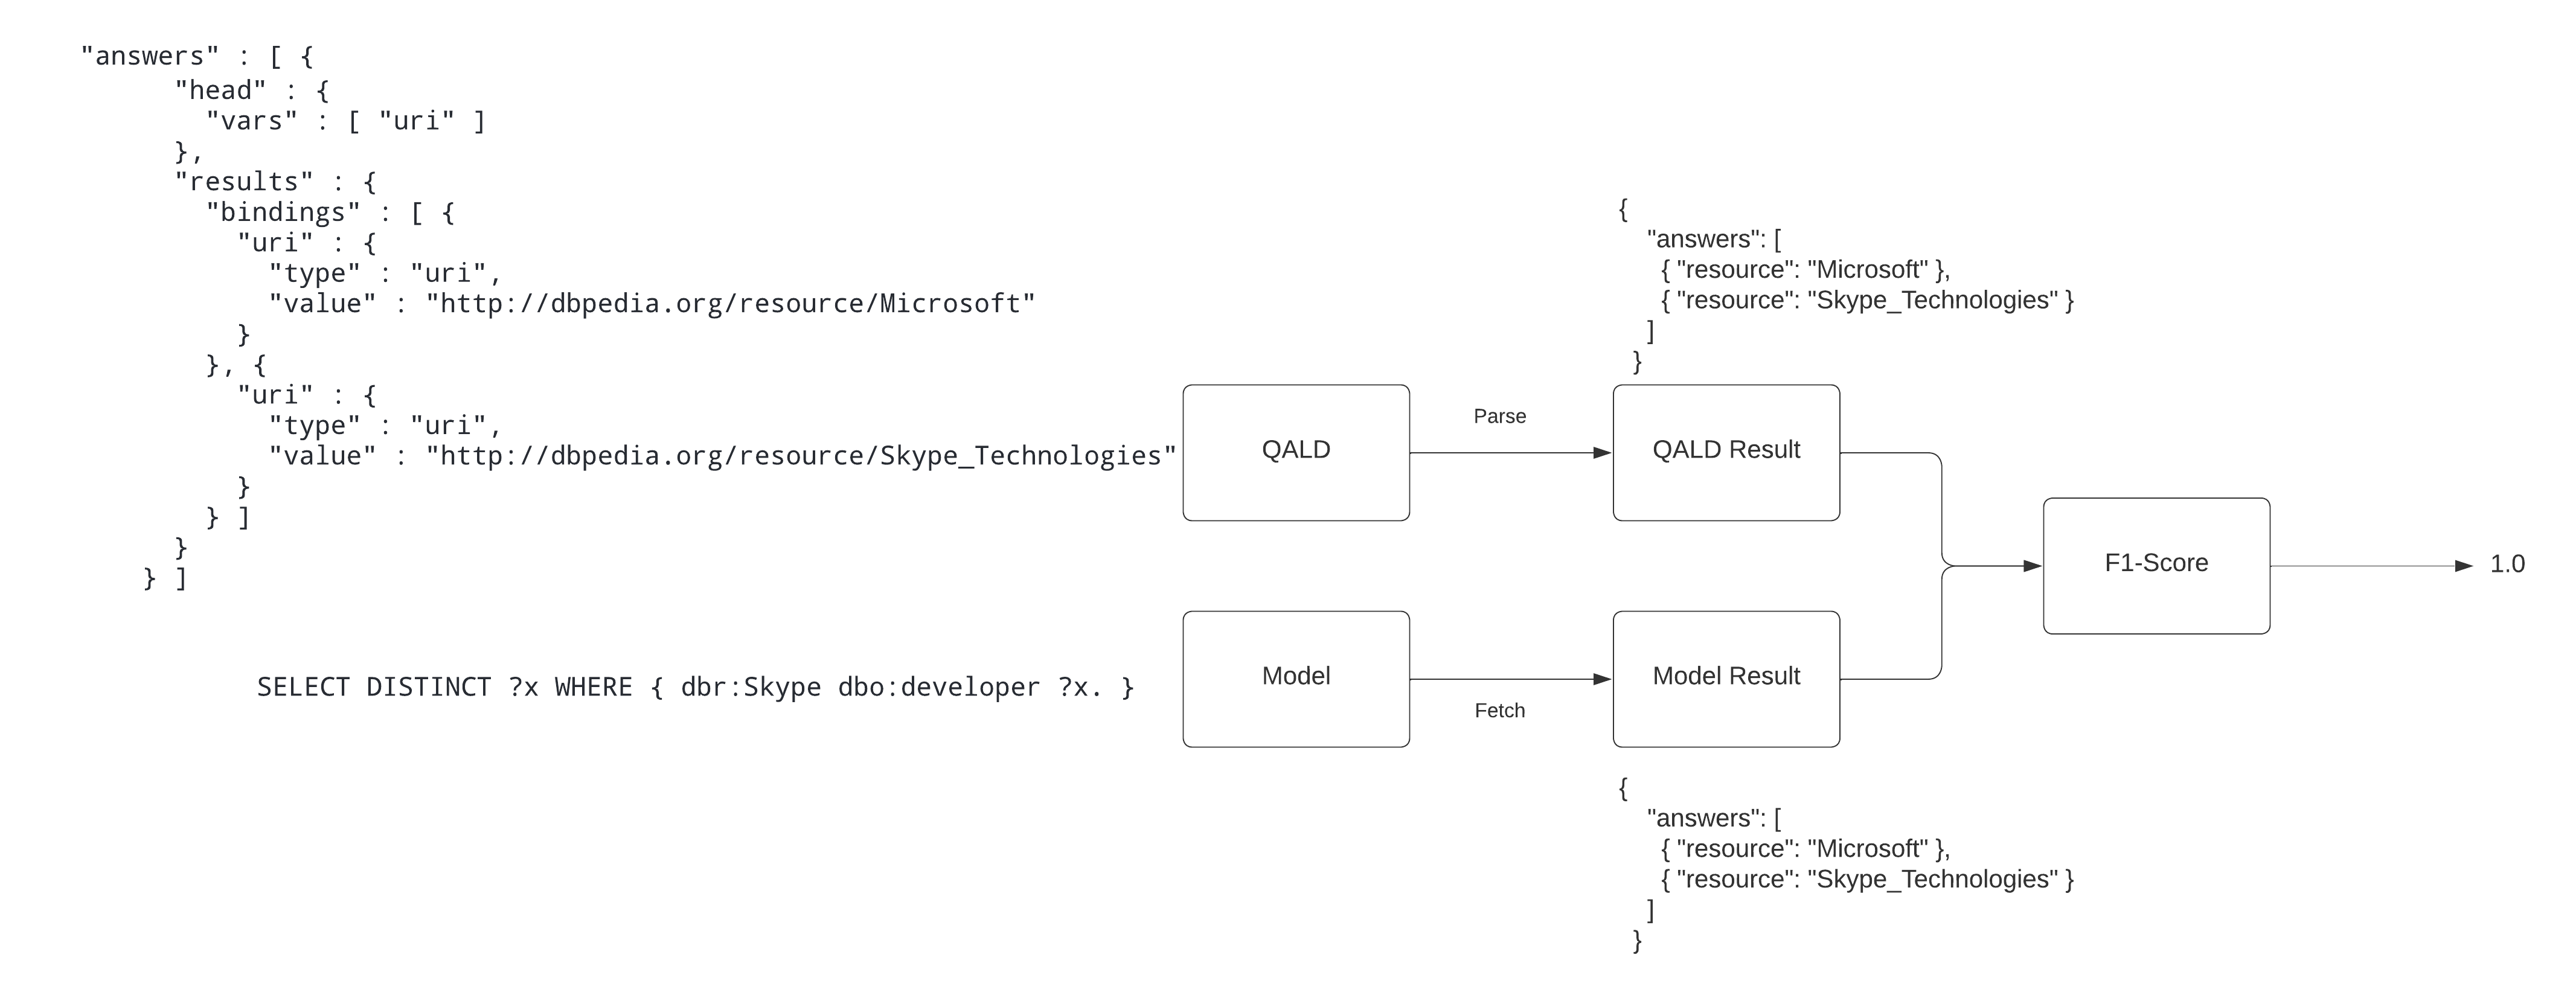 "answers" : [ {
"head" : {
"vars" : [ "uri" ]
},
"results" : {
"bindings" : [ {
"uri" : {
"type" : "uri",
"value" : "http://dbpedia.org/resource/Microsoft"
}
}, {
"uri" : {
"type" : "uri",
"value" : "http://dbpedia.org/resource/Skype_Technologies"
}
} ]
}
} ]
SELECT DISTINCT ?x WHERE { dbr:Skype dbo:developer ?x. }
QALD
Parse
{
"answers": [
{ "resource": "Microsoft" },
{ "resource": "Skype_Technologies" }
]
}
QALD Result
Model
Fetch
Model Result
{
"answers": [
{ "resource": "Microsoft" },
{ "resource": "Skype_Technologies" }
]
}
F1-Score
1.0